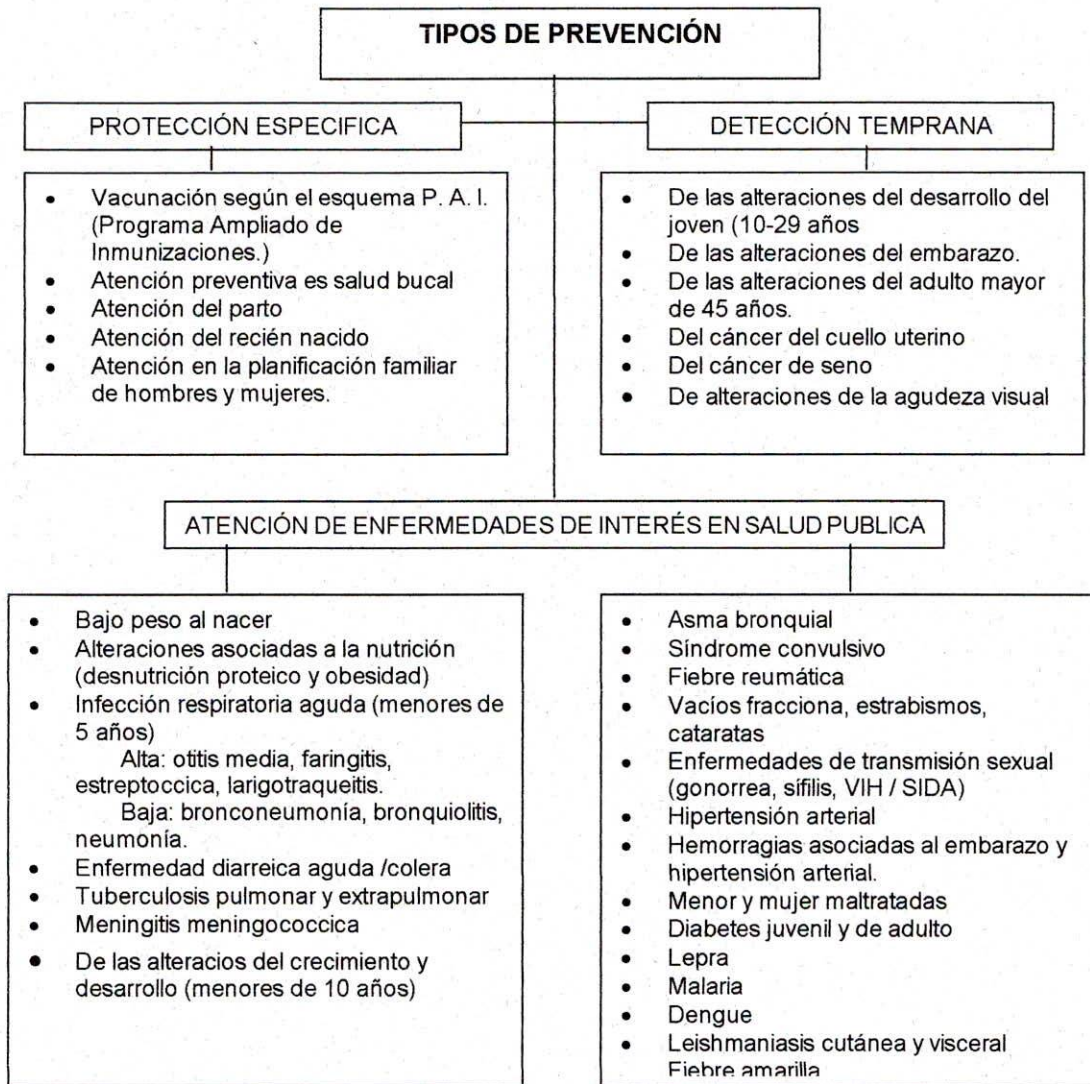 TIPOS DE PREVENCIÓN
PROTECCIÓN ESPECIFICA
• Vacunación según el esquema P. A. I.
(Programa Ampliado de
Inmunizaciones.)
• Atención preventiva es salud bucal
• Atención del parto
• Atención del recién nacido
• Atención en la planificación familiar
de hombres y mujeres.
DETECCIÓN TEMPRANA
• De las alteraciones del desarrollo del
joven (10-29 años
• De las alteraciones del embarazo.
• De las alteraciones del adulto mayor
de 45 años.
• Del cáncer del cuello uterino
• Del cáncer de seno
• De alteraciones de la agudeza visual
ATENCIÓN DE ENFERMEDADES DE INTERÉS EN SALUD PUBLICA
• Bajo peso al nacer
• Alteraciones asociadas a la nutrición
(desnutrición proteico y obesidad)
• Infección respiratoria aguda (menores de
5 años)
Alta: otitis media, faringitis,
estreptoccica, larigotraqueitis.
Baja: bronconeumonía, bronquiolitis,
neumonía.
• Enfermedad diarreica aguda /colera
• Tuberculosis pulmonar y extrapulmonar
• Meningitis meningococcica
• De las alteracios del crecimiento y
desarrollo (menores de 10 años)
• Asma bronquial
• Síndrome convulsivo
• Fiebre reumática
• Vacíos fracciona, estrabismos,
cataratas
• Enfermedades de transmisión sexual
(gonorrea, sífilis, VIH / SIDA)
• Hipertensión arterial
• Hemorragias asociadas al embarazo y
hipertensión arterial.
• Menor y mujer maltratadas
• Diabetes juvenil y de adulto
• Lepra
• Malaria
• Dengue
• Leishmaniasis cutánea y visceral
Fiebre amarilla